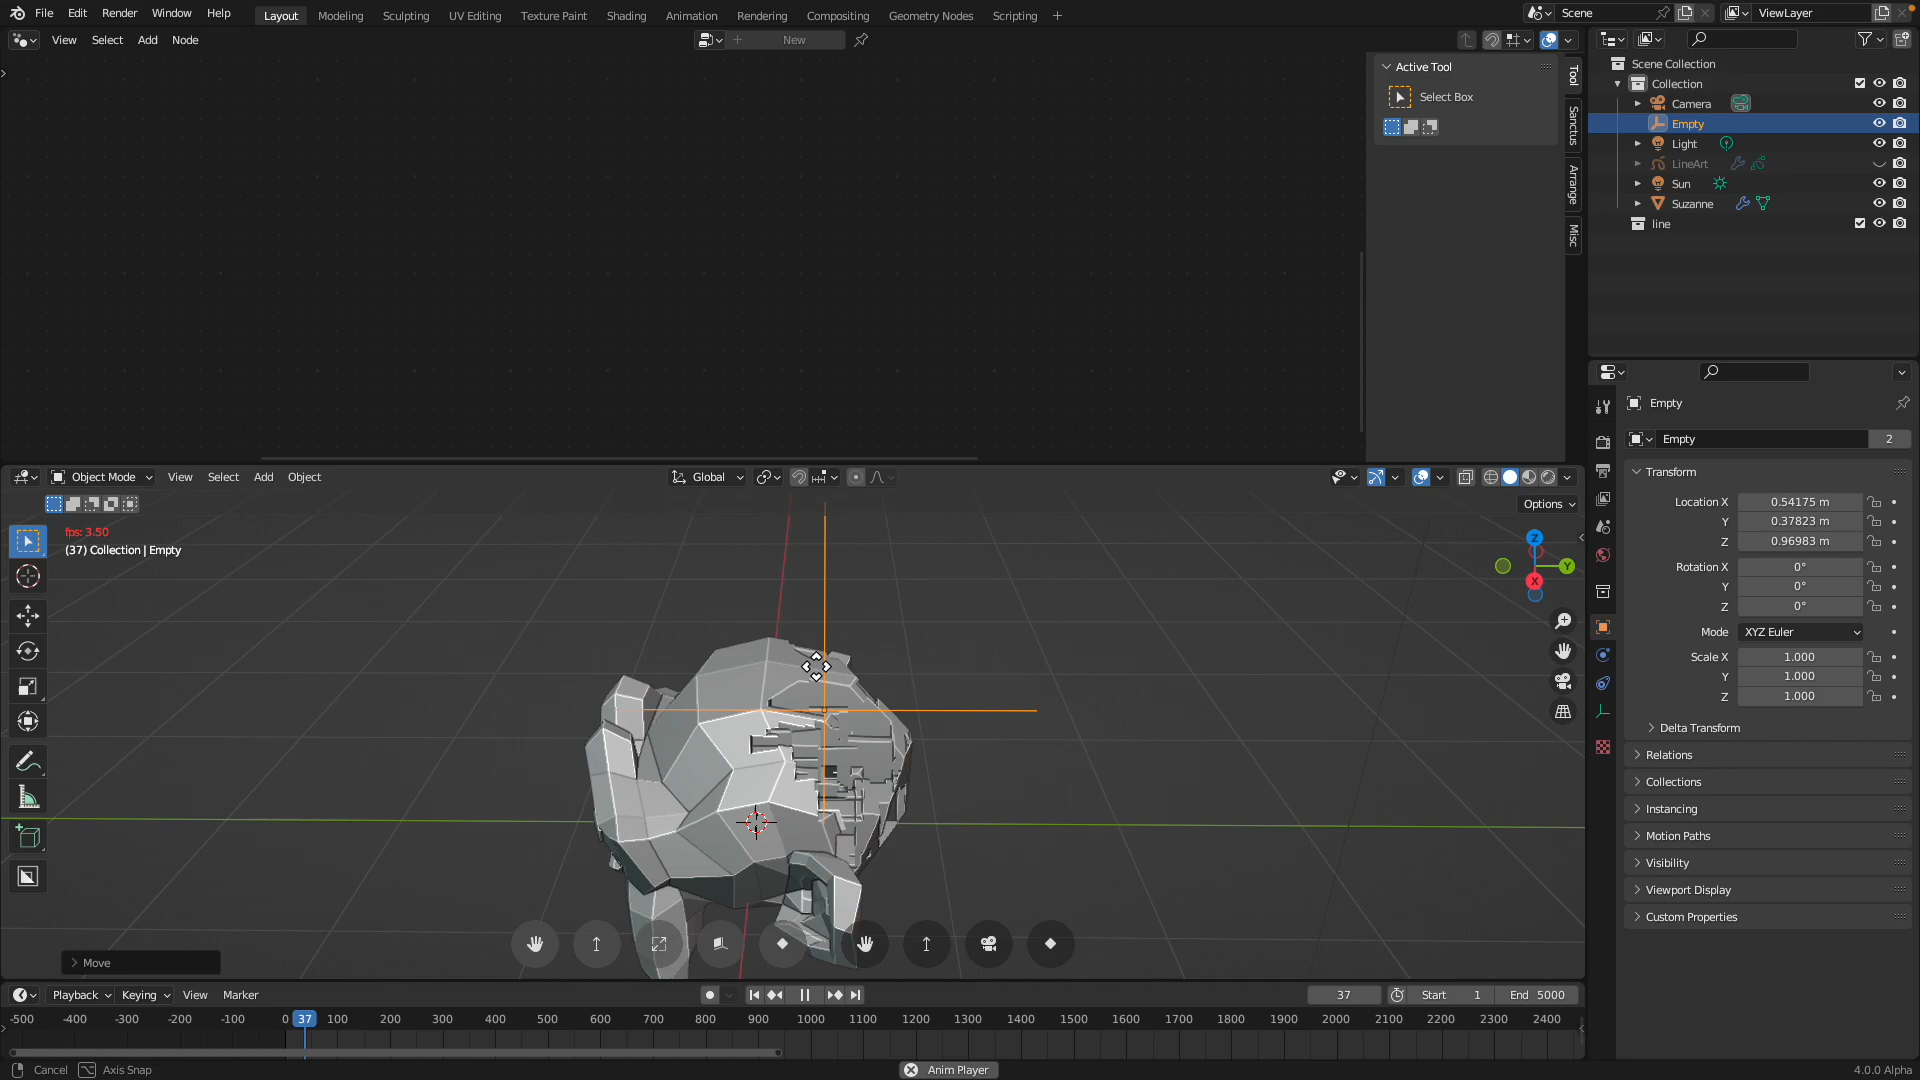 File Edit Render Window Help Layout Modeling Sculpting UV Editing Texture Paint Shading Animation Rendering Compositing Geometry Nodes Scripting + Scene ViewLayer
View Select Add Node New
Active Tool
Select Box
Tool
Sanctus
Arrange
Misc
Scene Collection
Collection
Camera
Empty
Light
LineArt
Sun
Suzanne
line
Empty
Empty 2
Transform
Location X 0.54175 m
Y 0.37823 m
Z 0.96983 m
Rotation X 0°
Y 0°
Z 0°
Mode XYZ Euler
Scale X 1.000
Y 1.000
Z 1.000
Delta Transform
Relations
Collections
Instancing
Motion Paths
Visibility
Viewport Display
Custom Properties
Object Mode View Select Add Object Global
Options
fps: 3.50
(37) Collection | Empty
Z
Y
X
Move
Playback Keying View Marker 37 Start 1 End 5000
-500 -400 -300 -200 -100 0 37 100 200 300 400 500 600 700 800 900 1000 1100 1200 1300 1400 1500 1600 1700 1800 1900 2000 2100 2200 2300 2400
Cancel Axis Snap Anim Player 4.0.0 Alpha